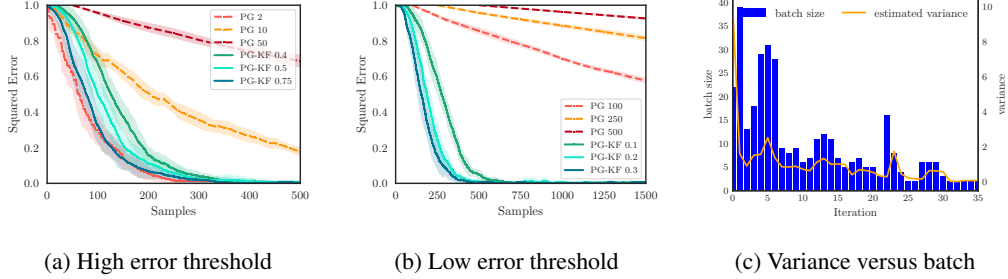 Squared Error
1.0
0.8
0.6
0.4
0.2
0.0
0
100
200
300
400
500
Samples
PG 2
PG 10
PG 50
PG-KF 0.4
PG-KF 0.5
PG-KF 0.75
(a) High error threshold
Squared Error
1.0
0.8
0.6
0.4
0.2
0.0
0
250
500
750
1000
1250
1500
Samples
PG 100
PG 250
PG 500
PG-KF 0.1
PG-KF 0.2
PG-KF 0.3
(b) Low error threshold
batch size
estimated variance
batch size
40
35
30
25
20
15
10
5
0
variance
10
8
6
4
2
0
0
5
10
15
20
25
30
35
Iteration
(c) Variance versus batch